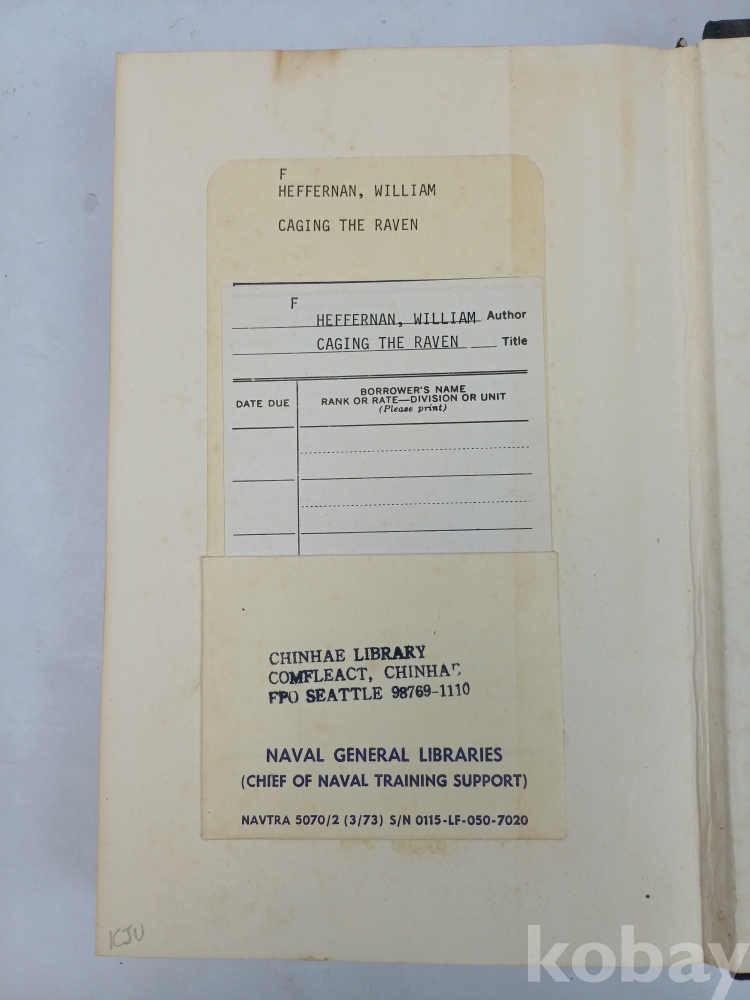 F
HEFFERNAN, WILLIAM
CAGING THE RAVEN
F
HEFFERNAN, WILLIAM Author
CAGING THE RAVEN Title
DATE DUE
BORROWER'S NAME
RANK OR RATE—DIVISION OR UNIT
(Please print)
CHINHAE LIBRARY
COMFLEACT, CHINHAE
FPO SEATTLE 98769-1110
NAVAL GENERAL LIBRARIES
(CHIEF OF NAVAL TRAINING SUPPORT)
NAVTRA 5070/2 (3/73) S/N 0115-LF-050-7020
KJU
kobay